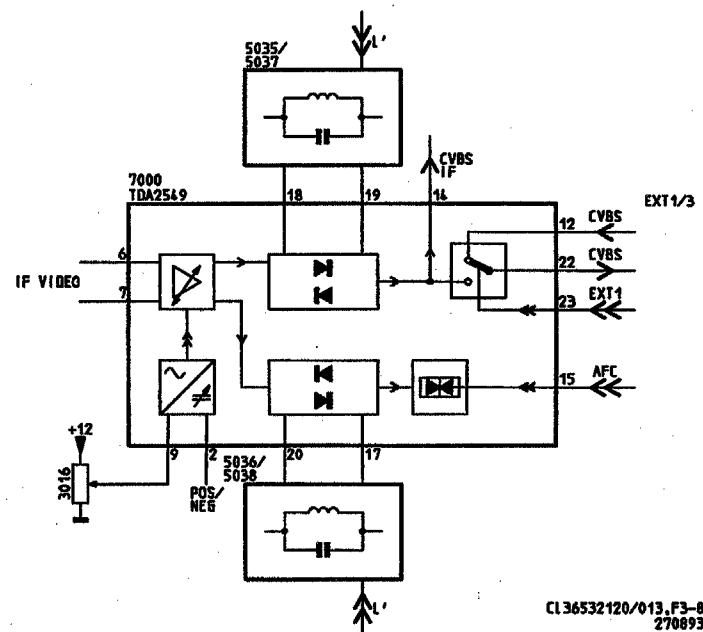 L'
5035/
5037
CVBS
IF
7000
TDA2549
18
19
14
EXT1/3
12
CVBS
6
22
CVBS
IF VIDEO
7
23
EXT1
15
AFC
+12
9
2
5036/
5038
20
17
3016
POS/
NEG
L'
CL36532120/013.F3-8
270893